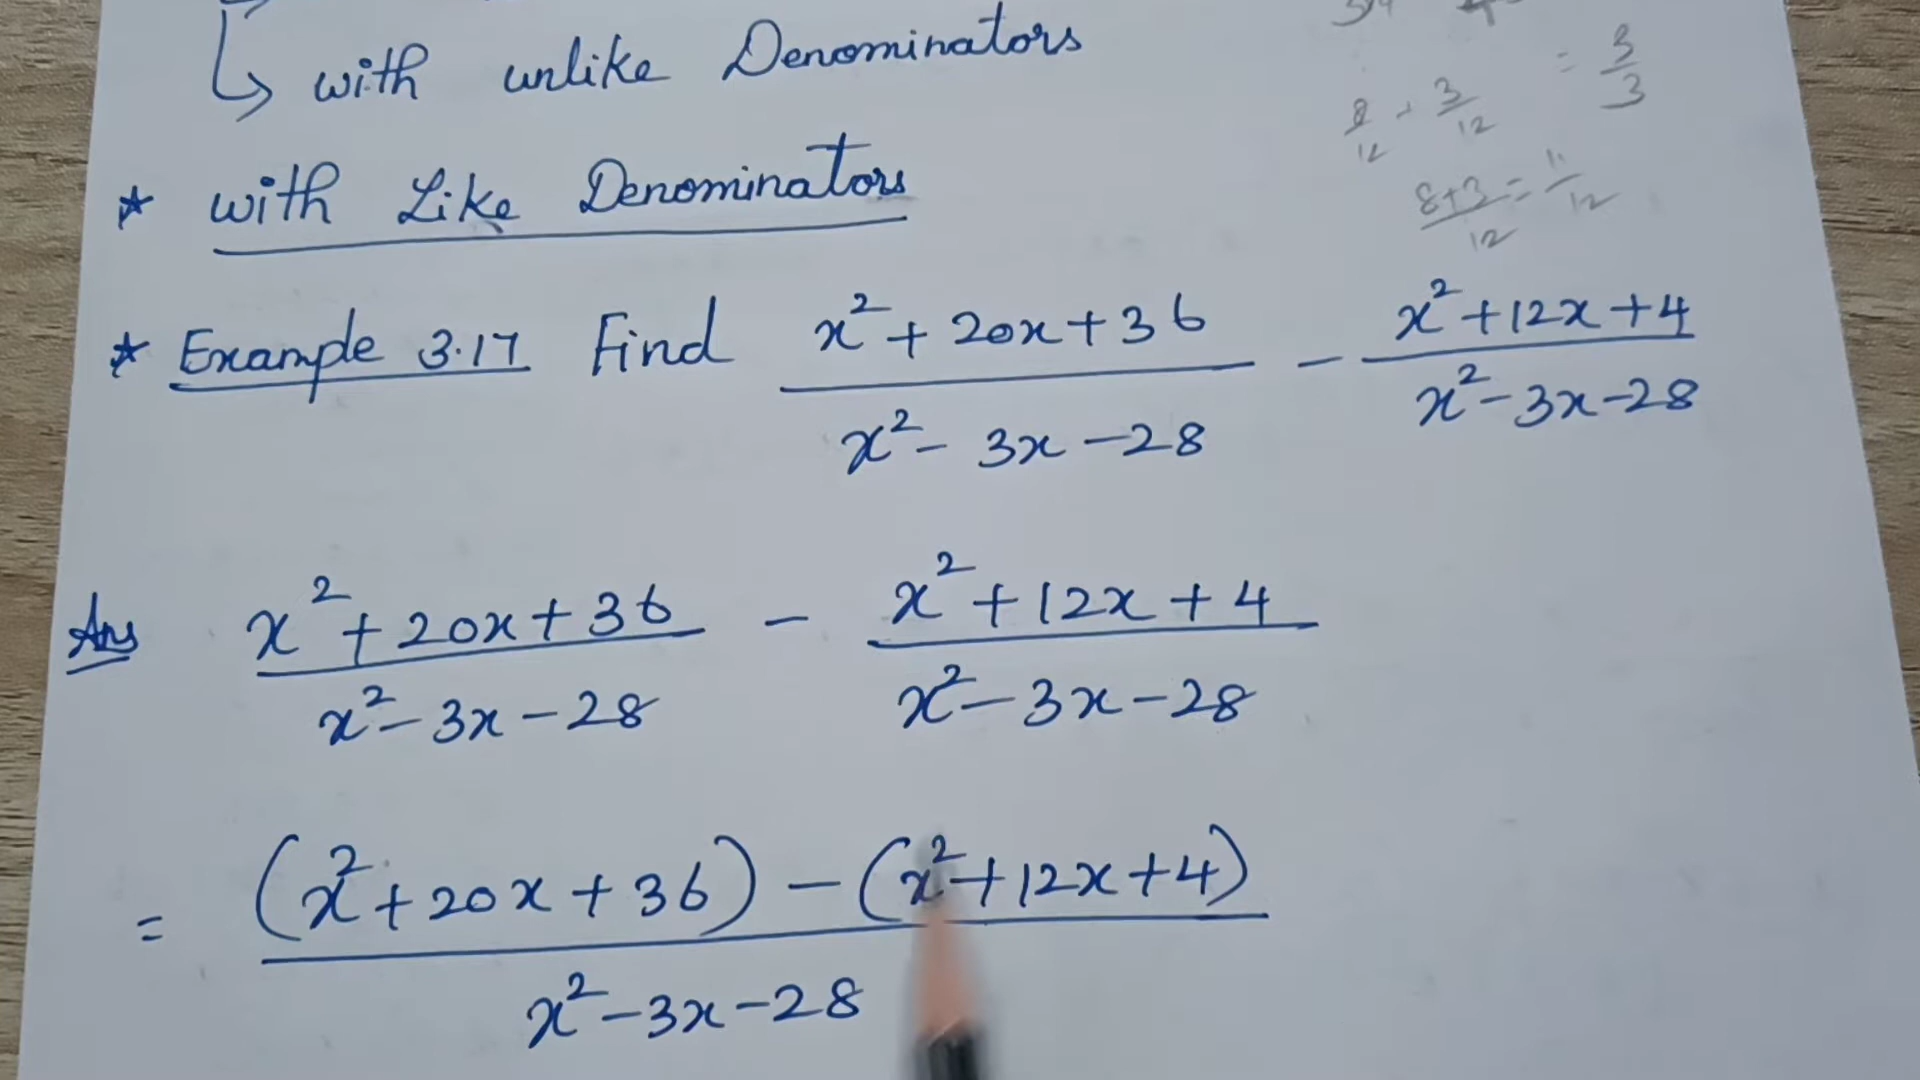 ↳ with unlike Denominators
= 3/3
8/12 + 3/12
(8+3)/12 = 11/12
* with Like Denominators
* Example 3.17 Find (x²+20x+36)/(x²-3x-28) - (x²+12x+4)/(x²-3x-28)
Ans (x²+20x+36)/(x²-3x-28) - (x²+12x+4)/(x²-3x-28)
= ((x²+20x+36)-(x²+12x+4))/(x²-3x-28)